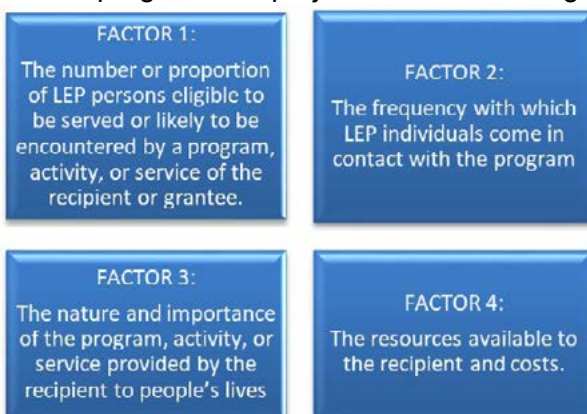 FACTOR 1:
The number or proportion
of LEP persons eligible to
be served or likely to be
encountered by a program,
activity, or service of the
recipient or grantee.
FACTOR 2:
The frequency with which
LEP individuals come in
contact with the program
FACTOR 3:
The nature and importance
of the program, activity, or
service provided by the
recipient to people's lives
FACTOR 4:
The resources available to
the recipient and costs.